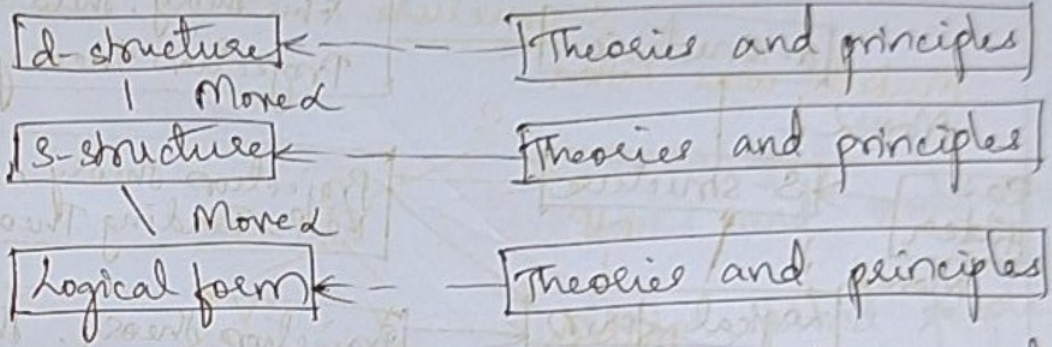 d-structure Theories and principles
Move α
s-structure Theories and principles
Move α
Logical form Theories and principles